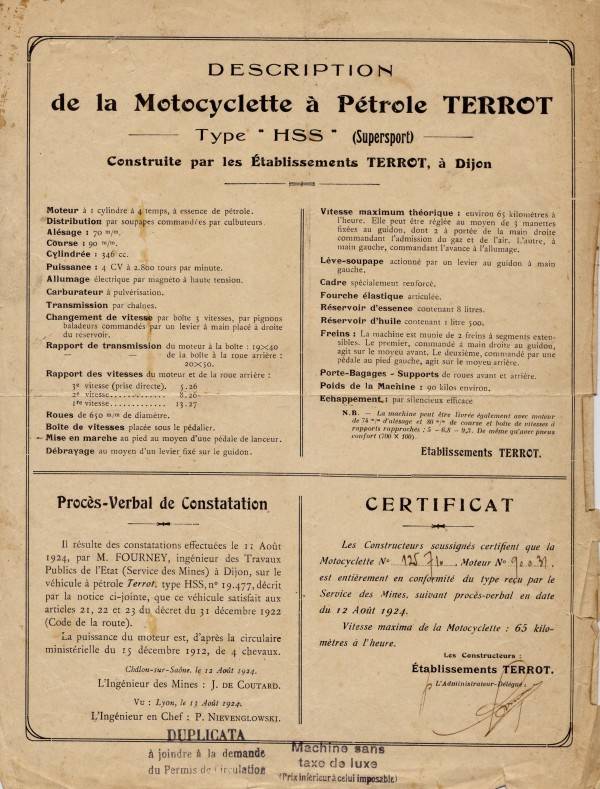 DESCRIPTION
de la Motocyclette à Pétrole TERROT
Type "HSS" (Supersport)
Construite par les Établissements TERROT, à Dijon
Moteur à 1 cylindre à 4 temps, à essence de pétrole.
Distribution par soupapes commandées par culbuteurs.
Alésage : 70 m/m.
Course : 90 m/m.
Cylindrée : 346 cc.
Puissance : 4 CV à 2.800 tours par minute.
Allumage électrique par magnéto à haute tension.
Carburateur à pulvérisation.
Transmission par chaînes.
Changement de vitesse par boîte 3 vitesses, par pignons
baladeurs commandés par un levier à main placé à droite
du réservoir.
Rapport de transmission du moteur à la boîte : 19×40
— — de la boîte à la roue arrière :
20×50.
Rapport des vitesses du moteur et de la roue arrière :
3e vitesse (prise directe). 5.26
2e vitesse.............. 8.26
1re vitesse.............. 13.27
Roues de 650 m/m de diamètre.
Boîte de vitesses placée sous le pédalier.
Mise en marche au pied au moyen d'une pédale de lanceur.
Débrayage au moyen d'un levier fixé sur le guidon.
Vitesse maximum théorique : environ 65 kilomètres à
l'heure. Elle peut être réglée au moyen de 3 manettes
fixées au guidon, dont 2 à portée de la main droite
commandant l'admission du gaz et de l'air. L'autre, à
main gauche, commandant l'avance à l'allumage.
Lève-soupape actionné par un levier au guidon à main
gauche.
Cadre spécialement renforcé.
Fourche élastique articulée.
Réservoir d'essence contenant 8 litres.
Réservoir d'huile contenant 1 litre 500.
Freins : La machine est munie de 2 freins à segments exten-
sibles. Le premier, commandé à main droite au guidon,
agit sur le moyeu avant. Le deuxième, commandé par une
pédale au pied gauche, agit sur le moyeu arrière.
Porte-Bagages - Supports de roues avant et arrière.
Poids de la Machine : 90 kilos environ.
Echappement : par silencieux efficace
N.B. — La machine peut être livrée également avec moteur
de 74 m/m d'alésage et 80 m/m de course et boîte de vitesses à
rapports rapprochés : 5 - 6,8 - 9,3. De même qu'avec pneus
confort (700 X 100).
Etablissements TERROT.
Procès-Verbal de Constatation
Il résulte des constatations effectuées le 11 Août
1924, par M. FOURNEY, ingénieur des Travaux
Publics de l'Etat (Service des Mines) à Dijon, sur le
véhicule à pétrole Terrot, type HSS, n° 19.477, décrit
par la notice ci-jointe, que ce véhicule satisfait aux
articles 21, 22 et 23 du décret du 31 décembre 1922
(Code de la route).
La puissance du moteur est, d'après la circulaire
ministérielle du 15 décembre 1912, de 4 chevaux.
Châlon-sur-Saône, le 12 Août 1924.
L'Ingénieur des Mines : J. DE COUTARD.
VU : Lyon, le 13 Août 1924.
L'Ingénieur en Chef : P. NIEVENGLOWSKI.
CERTIFICAT
Les Constructeurs soussignés certifient que la
Motocyclette N° Moteur N°
est entièrement en conformité du type reçu par le
Service des Mines, suivant procès-verbal en date
du 12 Août 1924.
Vitesse maxima de la Motocyclette : 65 kilo-
mètres à l'heure.
Les Constructeurs :
Établissements TERROT.
L'Administrateur-Délégué :
DUPLICATA
à joindre à la demande
du Permis de Circulation
Machine sans
taxe de luxe
(Prix inférieur à celui imposable)